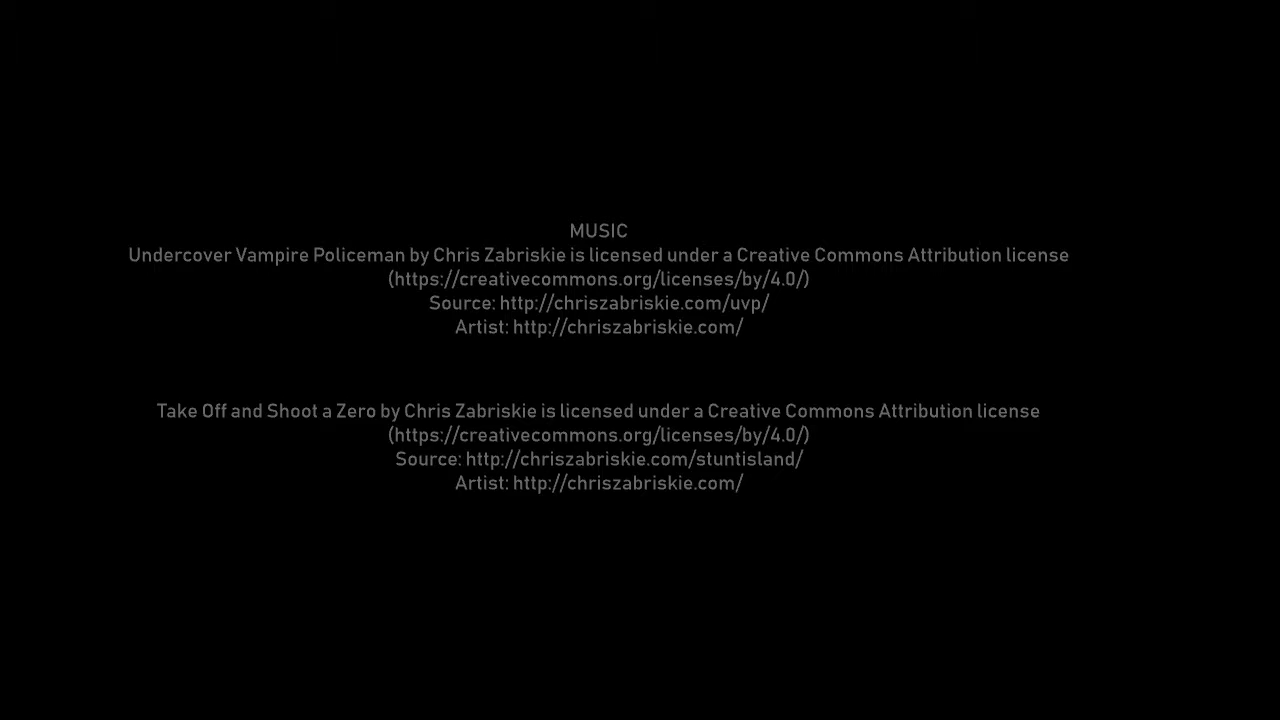 MUSIC
Undercover Vampire Policeman by Chris Zabriskie is licensed under a Creative Commons Attribution license
(https://creativecommons.org/licenses/by/4.0/)
Source: http://chriszabriskie.com/uvp/
Artist: http://chriszabriskie.com/
Take Off and Shoot a Zero by Chris Zabriskie is licensed under a Creative Commons Attribution license
(https://creativecommons.org/licenses/by/4.0/)
Source: http://chriszabriskie.com/stuntisland/
Artist: http://chriszabriskie.com/